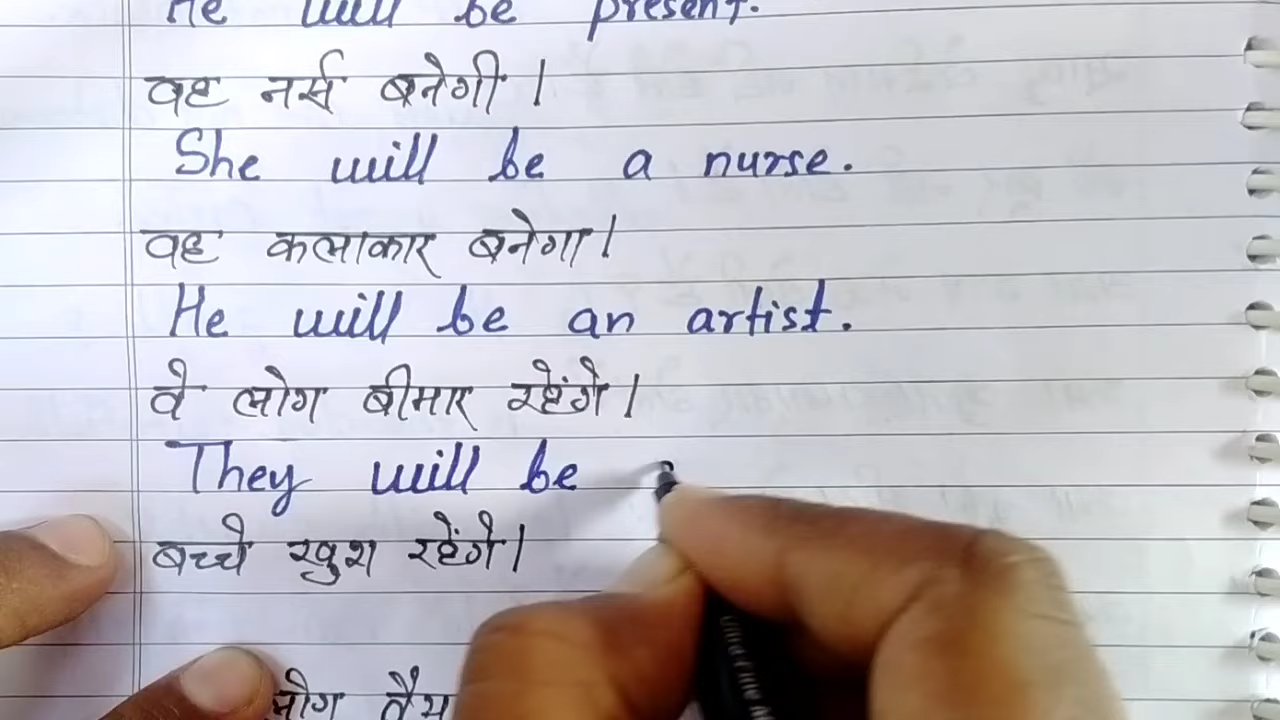 He will be present.
वह नर्स बनेगी।
She will be a nurse.
वह कलाकार बनेगा।
He will be an artist.
वे लोग बीमार रहेंगे।
They will be
बच्चे खुश रहेंगे।
लोग